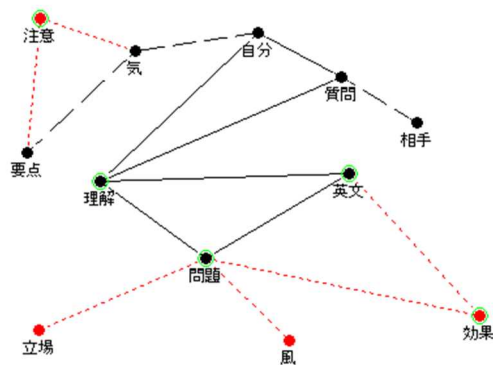 注意
気
自分
質問
相手
要点
理解
英文
問題
立場
風
効果